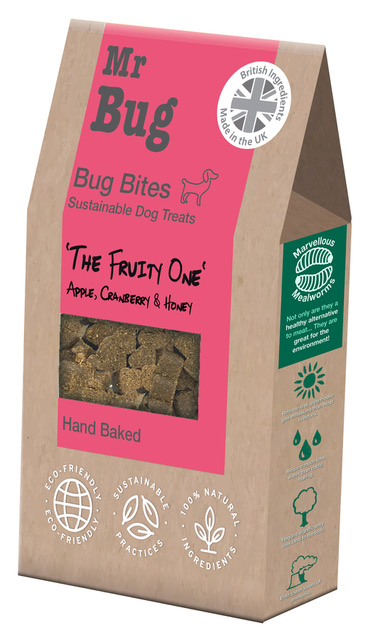 Mr
Bug
British Ingredients
Made in the UK
Bug Bites
Sustainable Dog Treats
'THE FRUITY ONE'
APPLE, CRANBERRY & HONEY
Hand Baked
ECO-FRIENDLY
ECO-FRIENDLY
SUSTAINABLE
PRACTICES
100% NATURAL
INGREDIENTS
Marvellous
Mealworms
Not only are they a
healthy alternative
to meat... They are
great for the
environment!